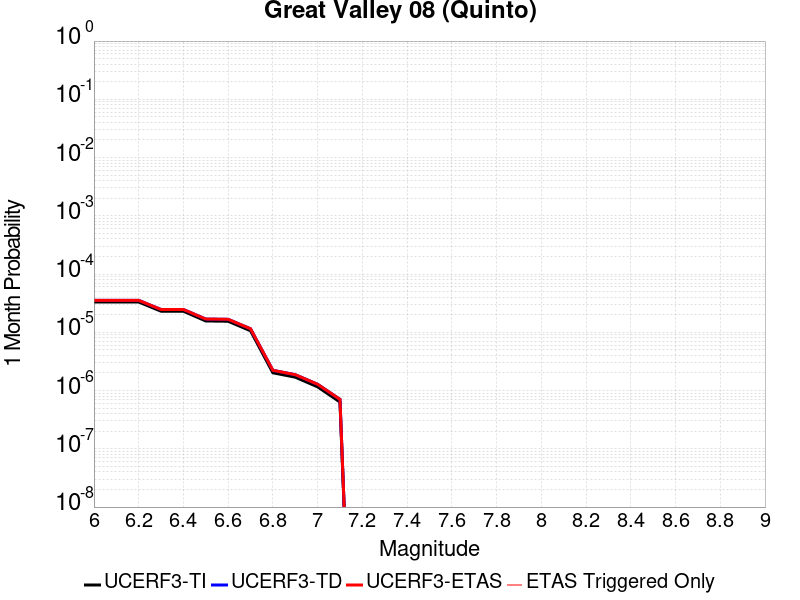 Great Valley 08 (Quinto)
10^0
10^-1
10^-2
10^-3
10^-4
10^-5
10^-6
10^-7
10^-8
1 Month Probability
6 6.2 6.4 6.6 6.8 7 7.2 7.4 7.6 7.8 8 8.2 8.4 8.6 8.8 9
Magnitude
UCERF3-TI UCERF3-TD UCERF3-ETAS ETAS Triggered Only